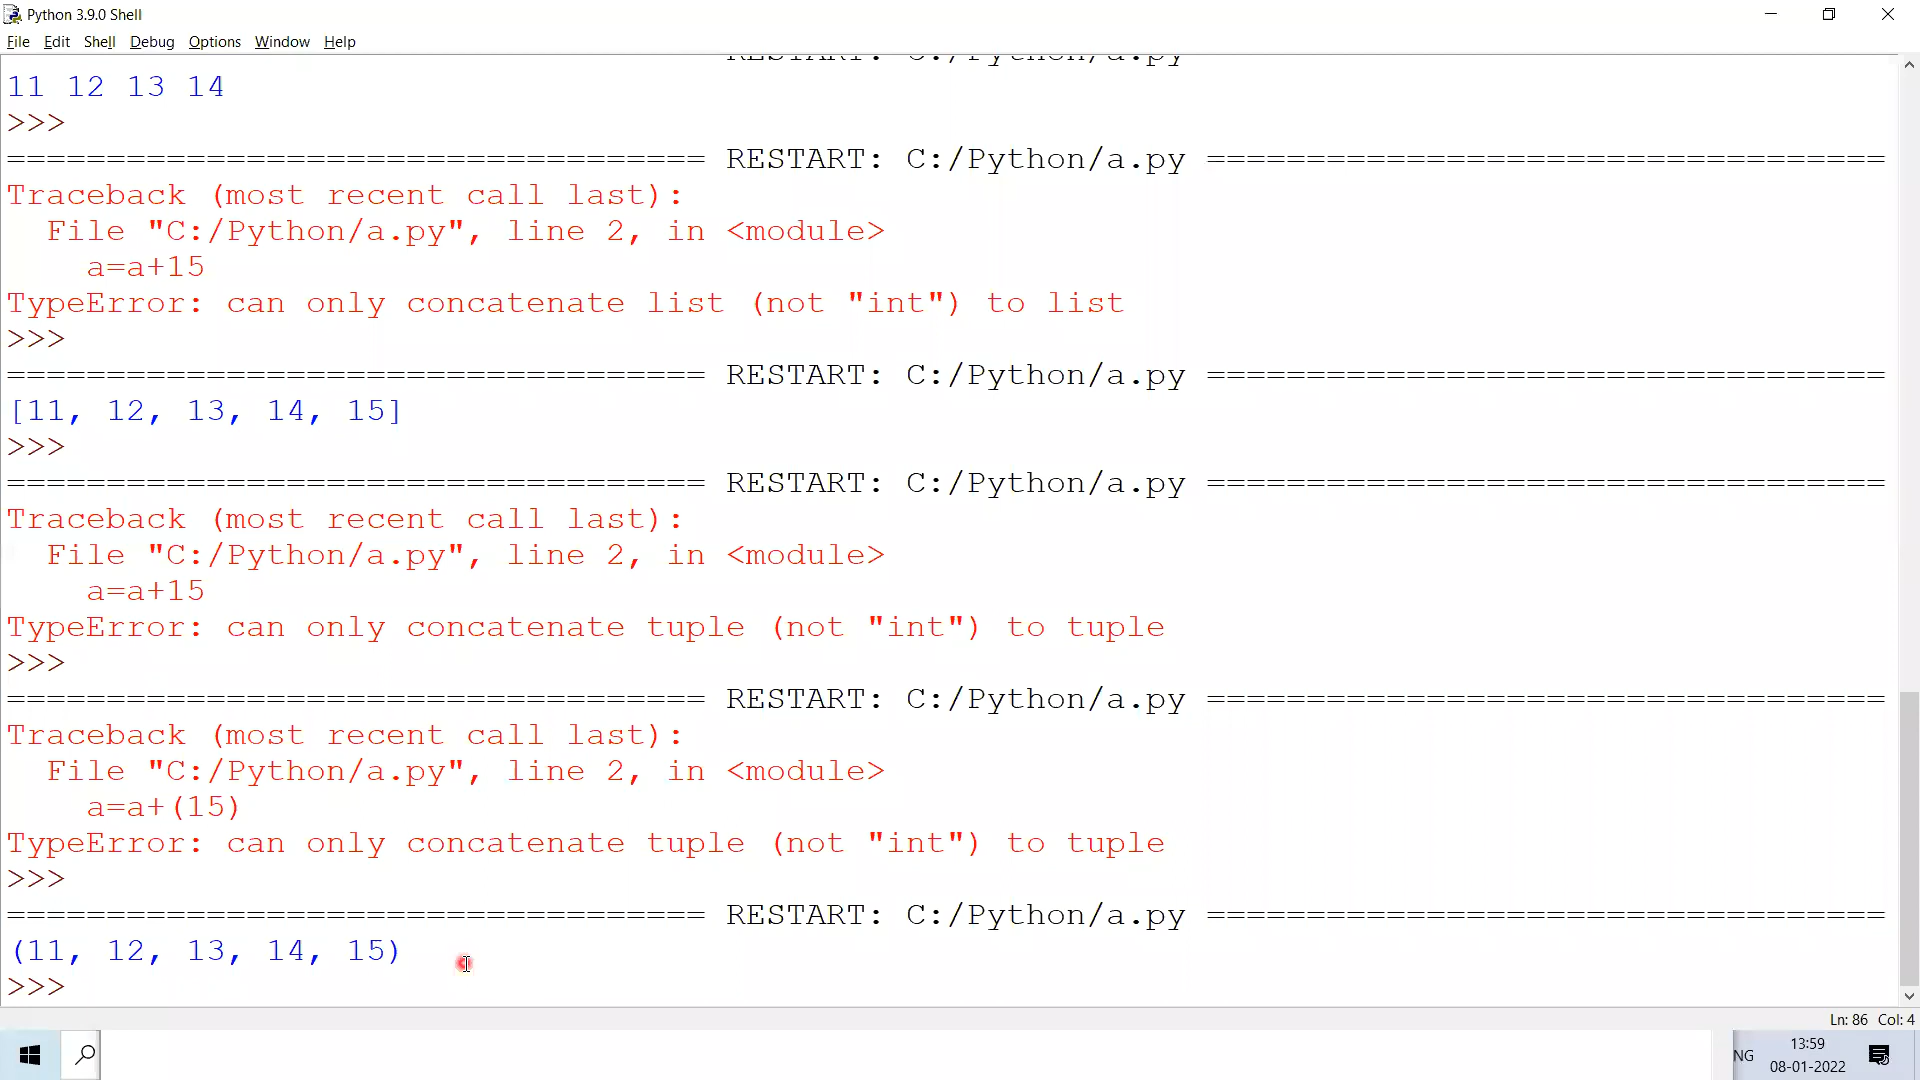 Python 3.9.0 Shell
File Edit Shell Debug Options Window Help
RESTART: C:/Python/a.py
11 12 13 14
>>>
=================================== RESTART: C:/Python/a.py ==================================
Traceback (most recent call last):
  File "C:/Python/a.py", line 2, in <module>
    a=a+15
TypeError: can only concatenate list (not "int") to list
>>>
=================================== RESTART: C:/Python/a.py ==================================
[11, 12, 13, 14, 15]
>>>
=================================== RESTART: C:/Python/a.py ==================================
Traceback (most recent call last):
  File "C:/Python/a.py", line 2, in <module>
    a=a+15
TypeError: can only concatenate tuple (not "int") to tuple
>>>
=================================== RESTART: C:/Python/a.py ==================================
Traceback (most recent call last):
  File "C:/Python/a.py", line 2, in <module>
    a=a+(15)
TypeError: can only concatenate tuple (not "int") to tuple
>>>
=================================== RESTART: C:/Python/a.py ==================================
(11, 12, 13, 14, 15)
>>>
Ln: 86 Col: 4
NG 13:59
08-01-2022